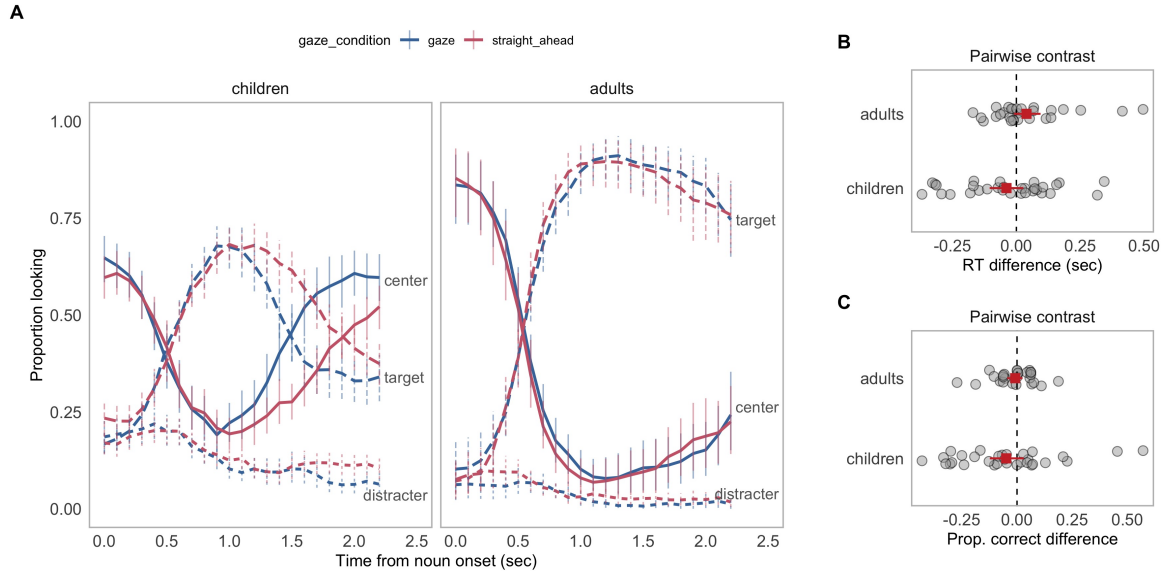 A
gaze_condition gaze straight_ahead
children adults
Proportion looking
1.00
0.75
0.50
0.25
0.00
center
target
distracter
target
center
distracter
0.0 0.5 1.0 1.5 2.0 2.5 0.0 0.5 1.0 1.5 2.0 2.5
Time from noun onset (sec)
B
Pairwise contrast
adults
children
-0.25 0.00 0.25 0.50
RT difference (sec)
C
Pairwise contrast
adults
children
-0.25 0.00 0.25 0.50
Prop. correct difference